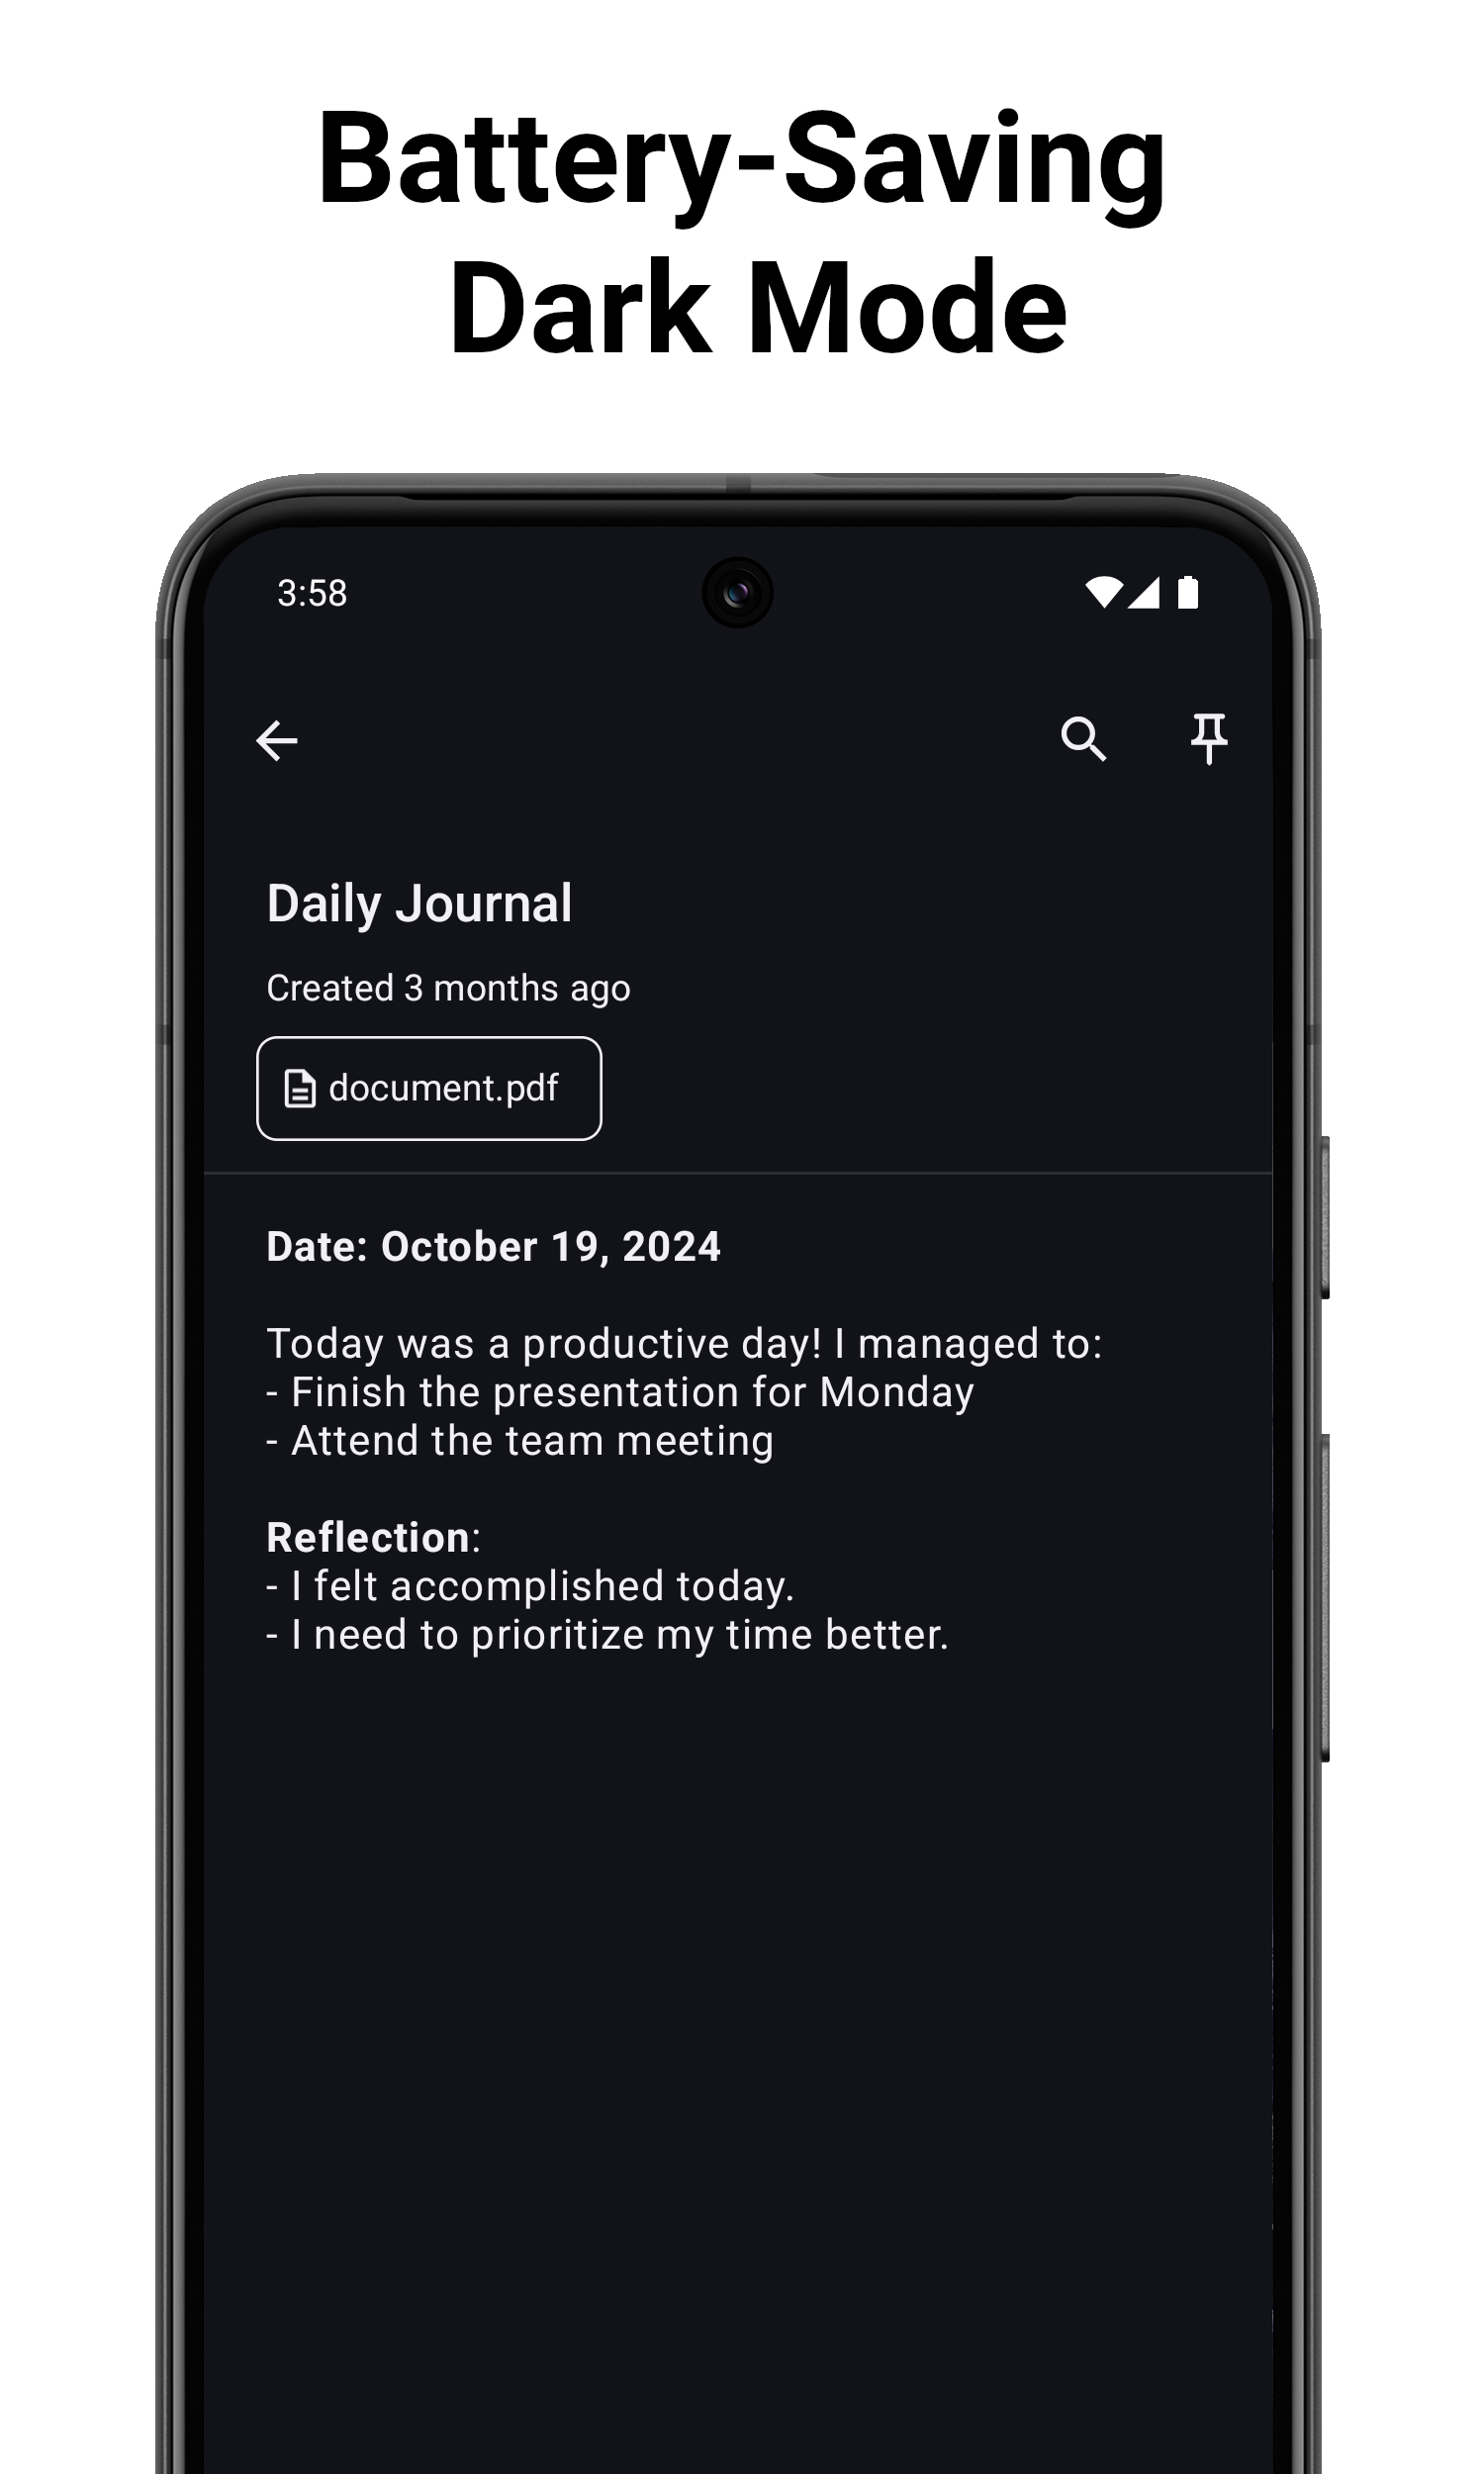 Battery-Saving
Dark Mode
3:58
Daily Journal
Created 3 months ago
document.pdf
Date: October 19, 2024
Today was a productive day! I managed to:
- Finish the presentation for Monday
- Attend the team meeting
Reflection:
- I felt accomplished today.
- I need to prioritize my time better.